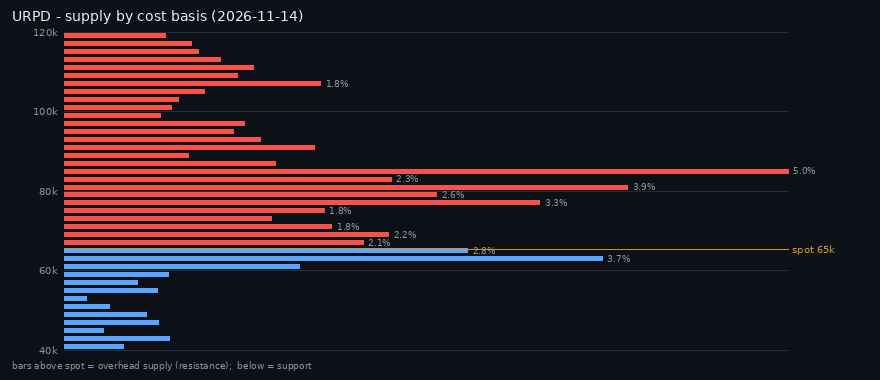 URPD - supply by cost basis (2026-11-14)
120k
1.8%
100k
5.0%
2.3%
3.9%
80k
2.6%
3.3%
1.8%
1.8%
2.2%
2.1%
2.8%
spot 65k
3.7%
60k
40k
bars above spot = overhead supply (resistance); below = support